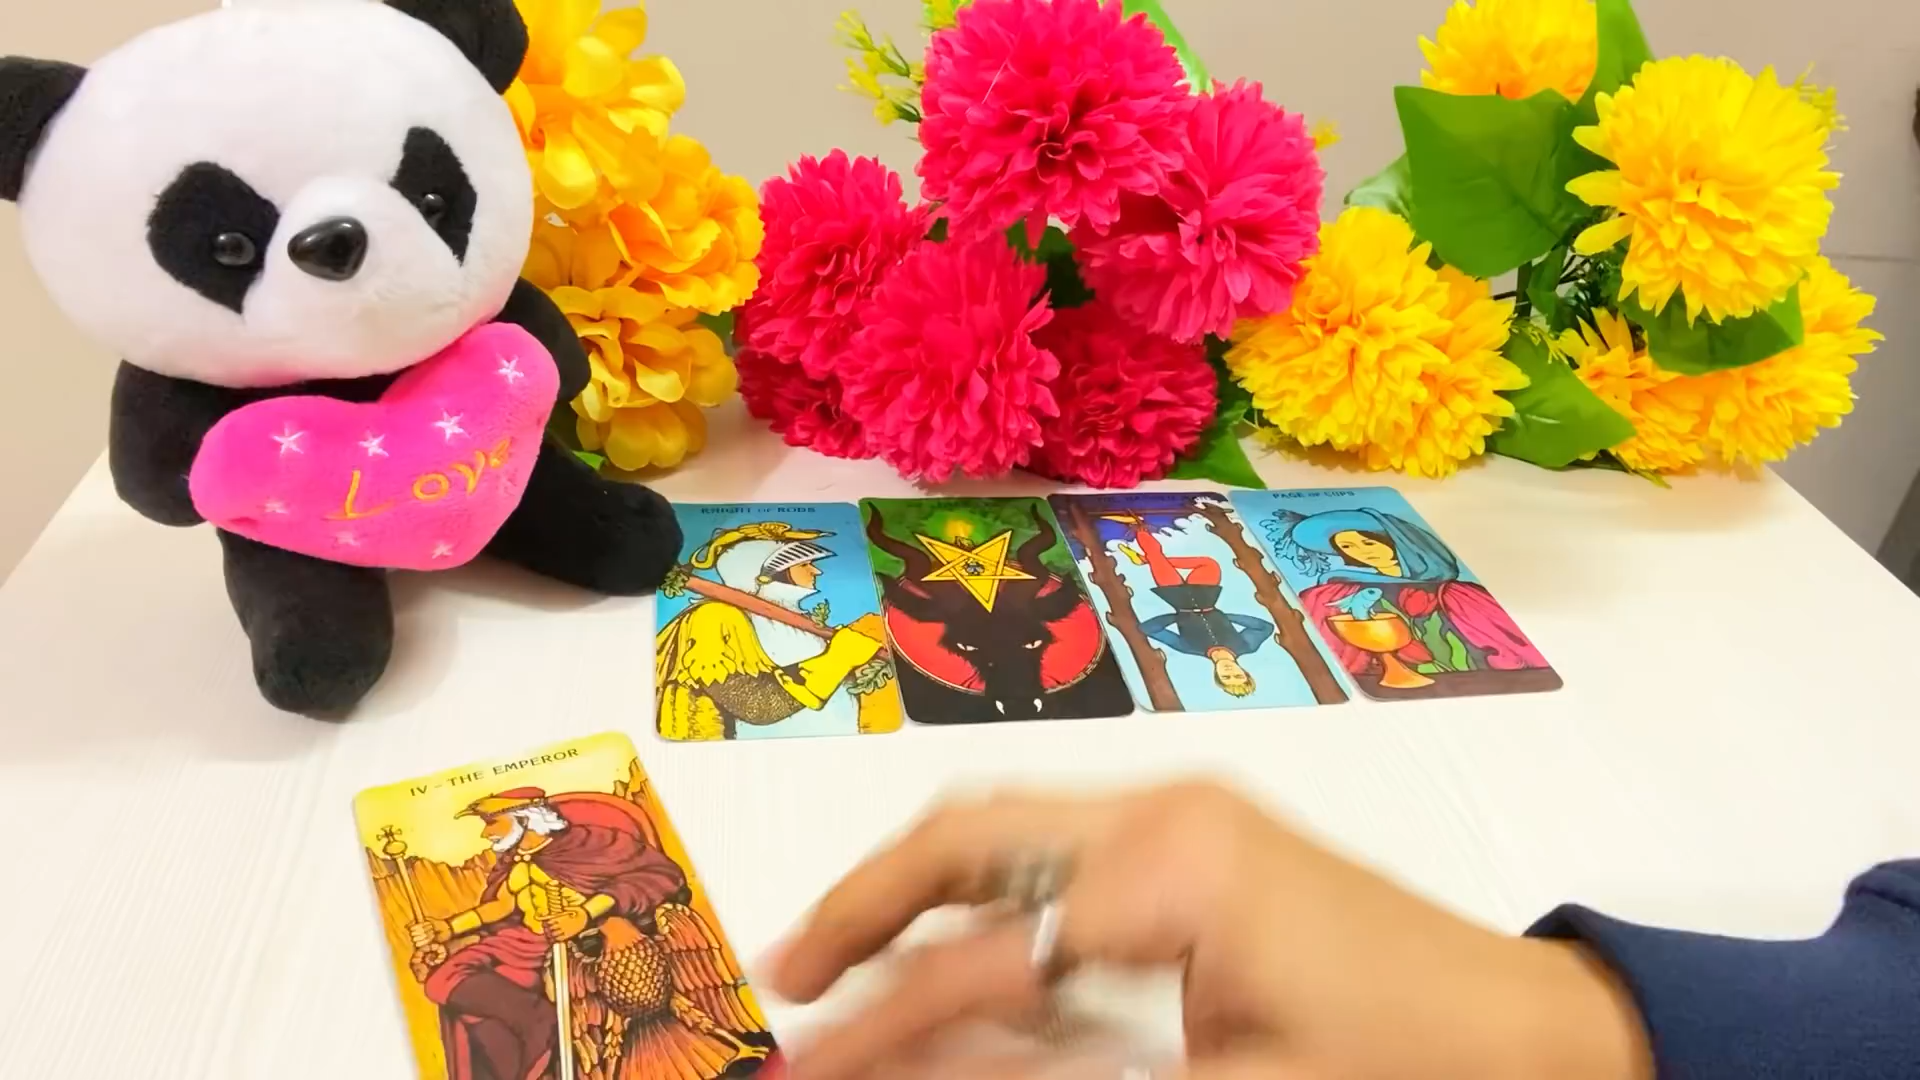 Love
KNIGHT OF RODS
PAGE OF CUPS
IV - THE EMPEROR